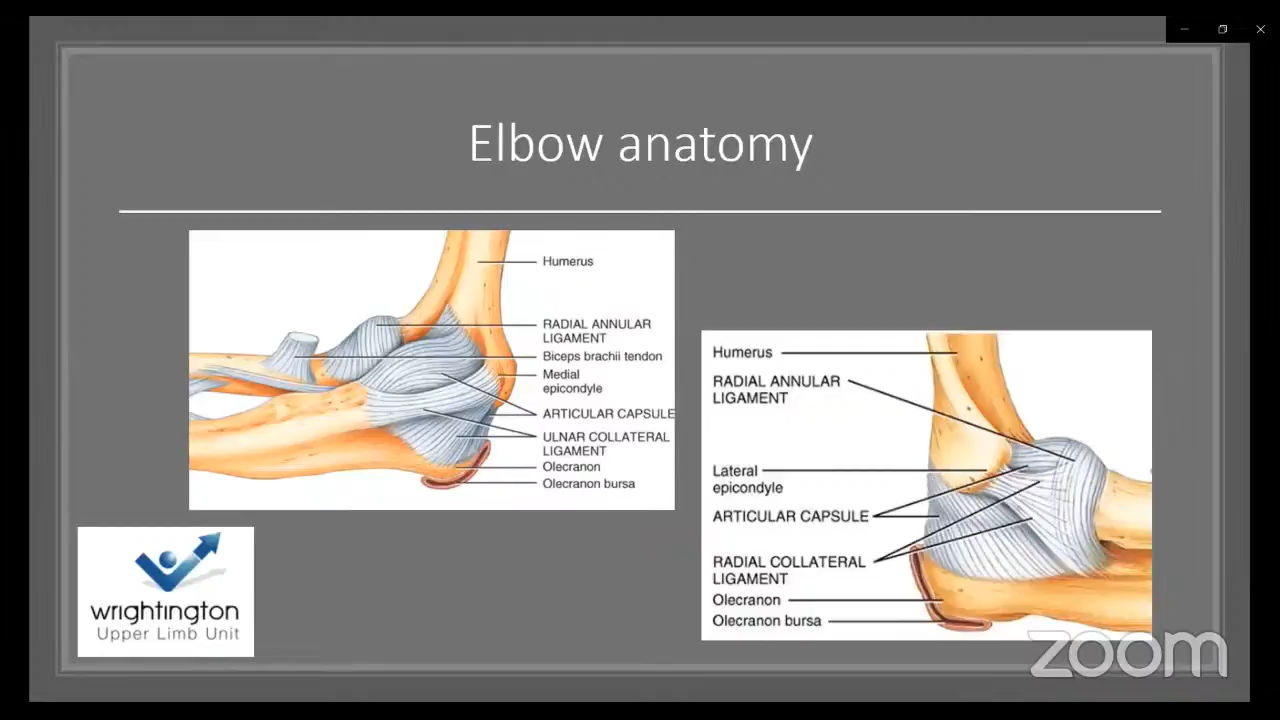 Elbow anatomy
Humerus
RADIAL ANNULAR
LIGAMENT
Biceps brachii tendon
Medial
epicondyle
ARTICULAR CAPSULE
ULNAR COLLATERAL
LIGAMENT
Olecranon
Olecranon bursa
Humerus
RADIAL ANNULAR
LIGAMENT
Lateral
epicondyle
ARTICULAR CAPSULE
RADIAL COLLATERAL
LIGAMENT
Olecranon
Olecranon bursa
wrightington
Upper Limb Unit
zoom